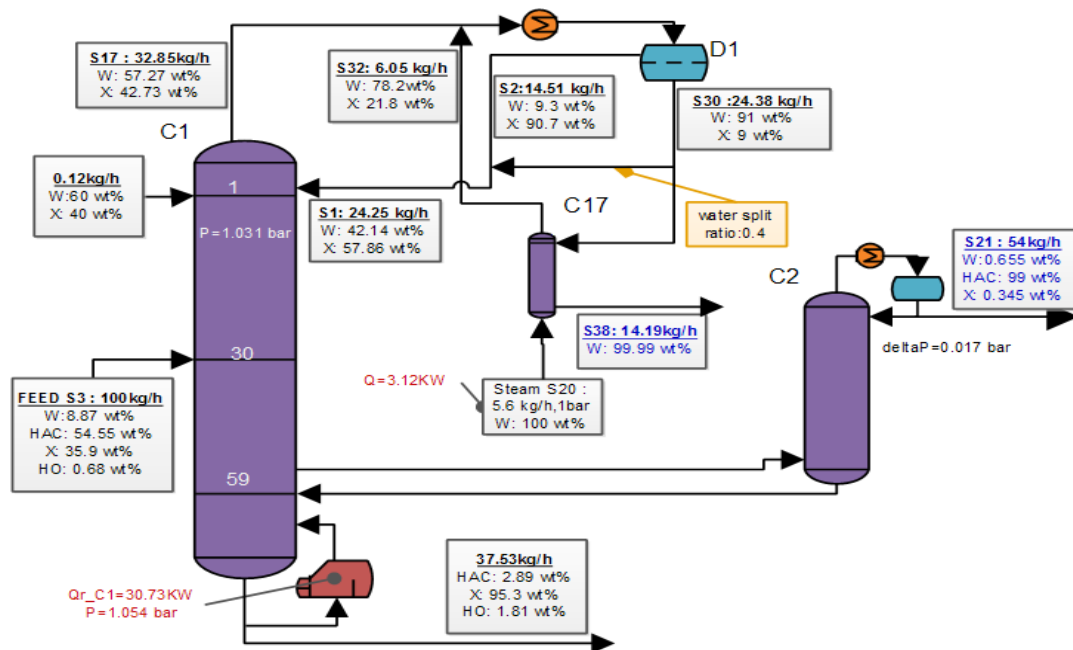 S17 : 32.85kg/h
W: 57.27 wt%
X: 42.73 wt%
S32: 6.05 kg/h
W: 78.2wt%
X: 21.8 wt%
S2:14.51 kg/h
W: 9.3 wt%
X: 90.7 wt%
D1
S30 :24.38 kg/h
W: 91 wt%
X: 9 wt%
C1
0.12kg/h
W:60 wt%
X: 40 wt%
1
P=1.031 bar
S1: 24.25 kg/h
W: 42.14 wt%
X: 57.86 wt%
C17
water split
ratio:0.4
C2
S21 : 54kg/h
W:0.655 wt%
HAC: 99 wt%
X: 0.345 wt%
deltaP=0.017 bar
S38: 14.19kg/h
W: 99.99 wt%
30
FEED S3 : 100kg/h
W:8.87 wt%
HAC: 54.55 wt%
X: 35.9 wt%
HO: 0.68 wt%
Q=3.12KW
Steam S20 :
5.6 kg/h,1bar
W: 100 wt%
59
Qr_C1=30.73KW
P=1.054 bar
37.53kg/h
HAC: 2.89 wt%
X: 95.3 wt%
HO: 1.81 wt%